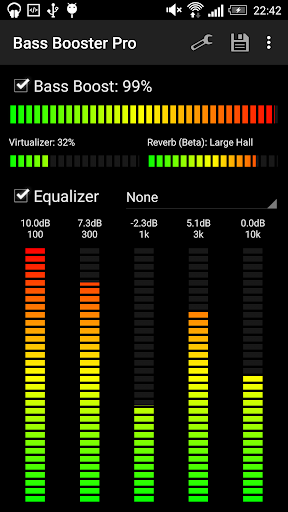 22:42
Bass Booster Pro
Bass Boost: 99%
Virtualizer: 32% Reverb (Beta): Large Hall
Equalizer None
10.0dB 7.3dB -2.3dB 5.1dB 0.0dB
100 300 1k 3k 10k